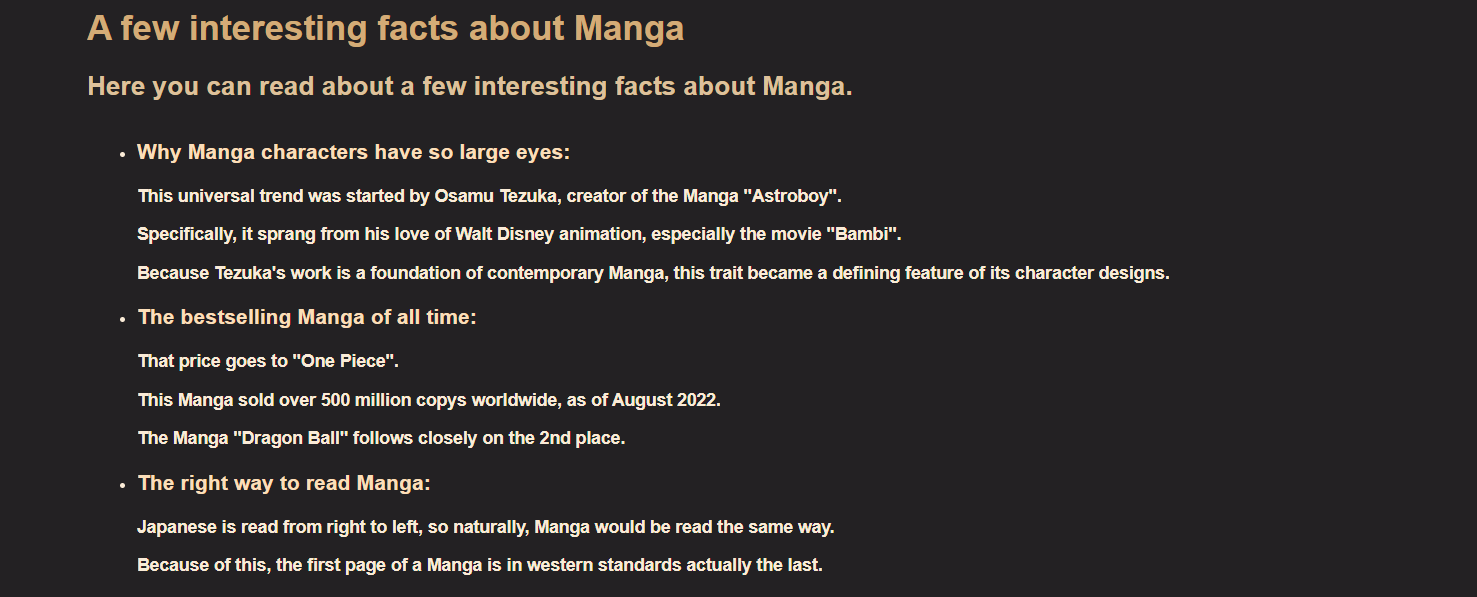 A few interesting facts about Manga
Here you can read about a few interesting facts about Manga.
• Why Manga characters have so large eyes:
This universal trend was started by Osamu Tezuka, creator of the Manga "Astroboy".
Specifically, it sprang from his love of Walt Disney animation, especially the movie "Bambi".
Because Tezuka's work is a foundation of contemporary Manga, this trait became a defining feature of its character designs.
• The bestselling Manga of all time:
That price goes to "One Piece".
This Manga sold over 500 million copys worldwide, as of August 2022.
The Manga "Dragon Ball" follows closely on the 2nd place.
• The right way to read Manga:
Japanese is read from right to left, so naturally, Manga would be read the same way.
Because of this, the first page of a Manga is in western standards actually the last.